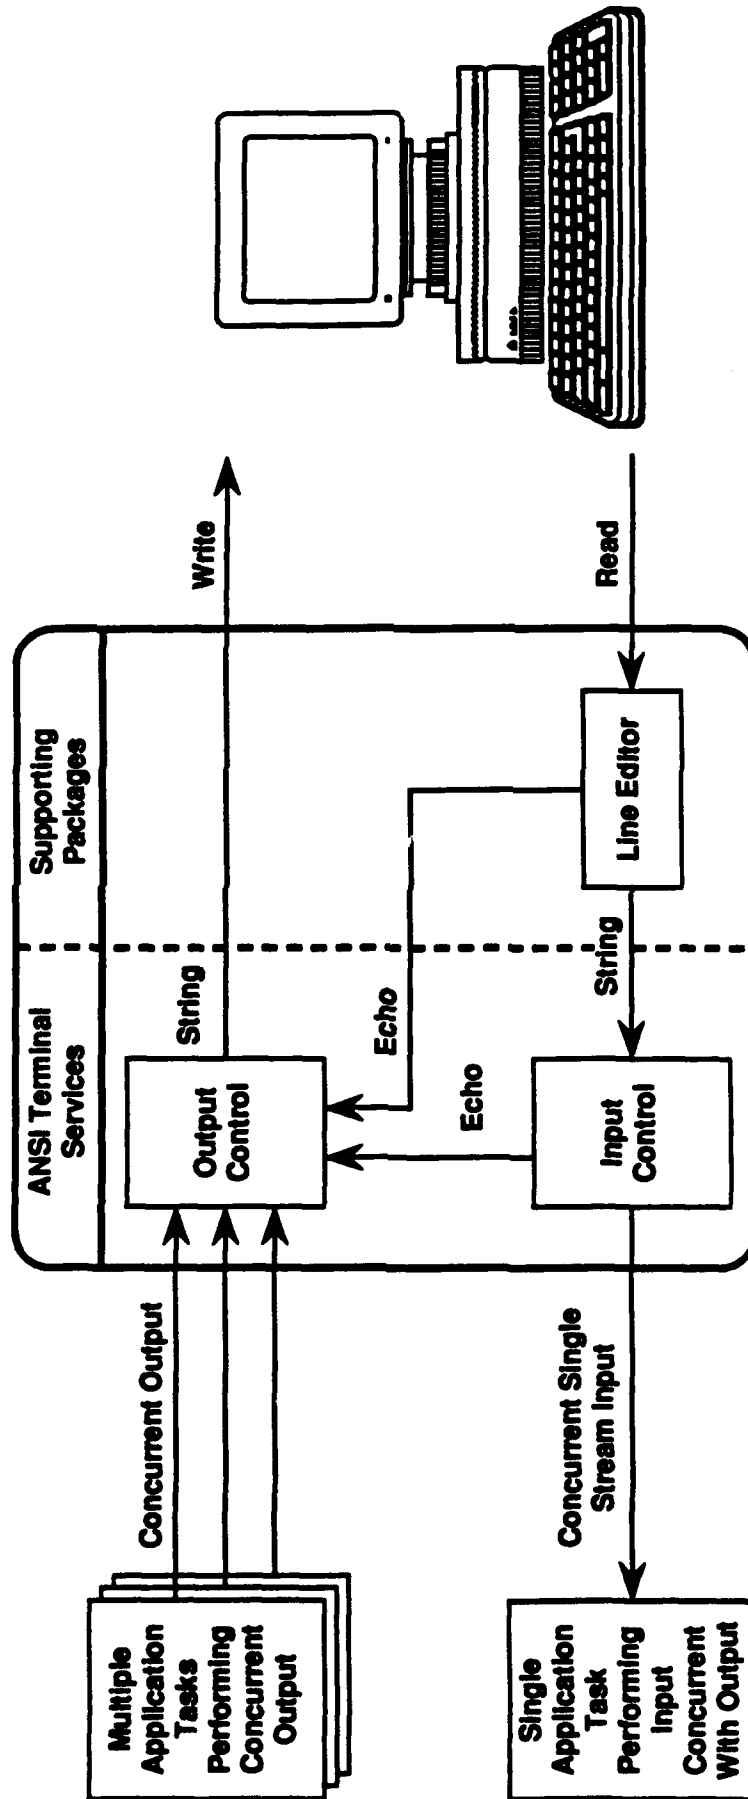 ANSI Terminal
Services
Supporting
Packages
Multiple
Application
Tasks
Performing
Concurrent
Output
Concurrent Output
Output
Control
String
Write
Echo
Echo
Single
Application
Task
Performing
Input
Concurrent
With Output
Concurrent Single
Stream Input
Input
Control
String
Line Editor
Read